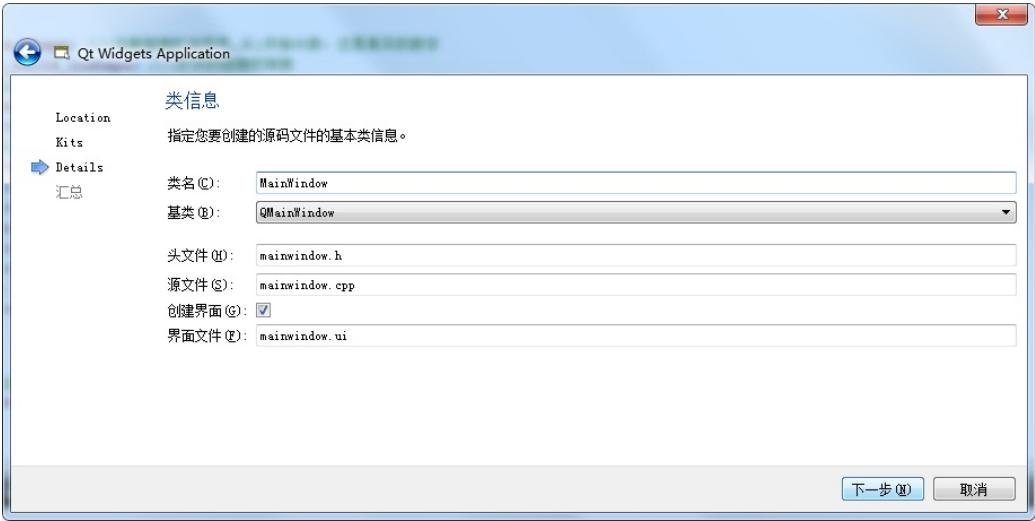 Qt Widgets Application
类信息
Location
指定您要创建的源码文件的基本类信息。
Kits
Details
汇总
类名(C): MainWindow
基类(B): QMainWindow
头文件(H): mainwindow.h
源文件(S): mainwindow.cpp
创建界面(G):
界面文件(F): mainwindow.ui
下一步(N) 取消